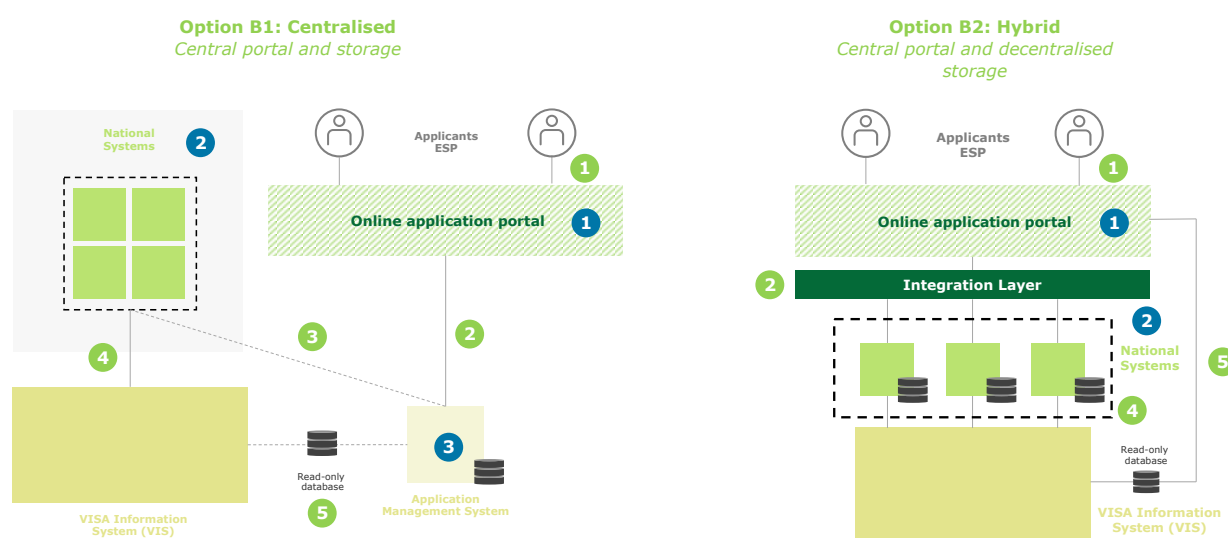 Option B1: Centralised
Central portal and storage
National
Systems
2
Applicants
ESP
1
Online application portal
1
3
2
4
3
Read-only
database
5
VISA Information
System (VIS)
Application
Management System
Option B2: Hybrid
Central portal and decentralised
storage
Applicants
ESP
1
Online application portal
1
2
Integration Layer
2
National
Systems
5
4
Read-only
database
VISA Information
System (VIS)